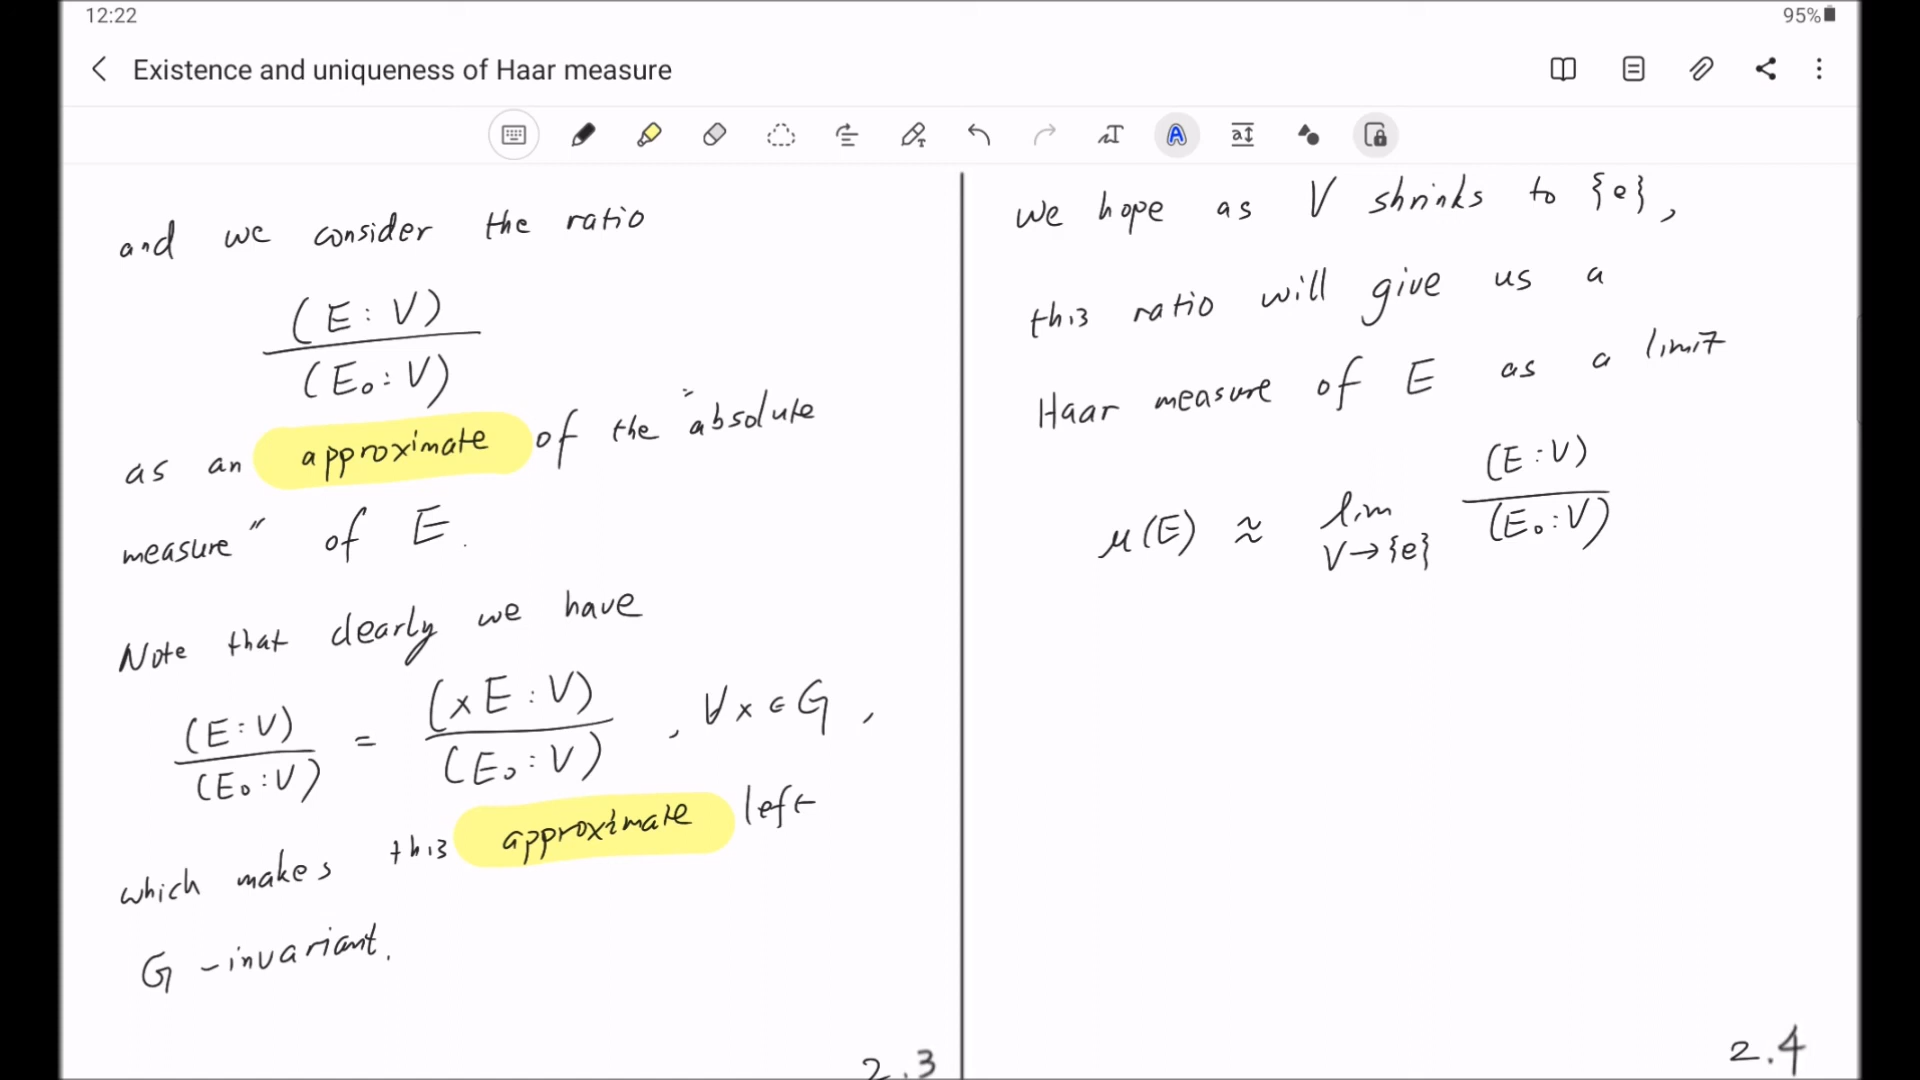 12:22
95%
Existence and uniqueness of Haar measure
and we consider the ratio
(E : V)
(E₀ : V)
as an approximate of the "absolute
measure" of E.
Note that clearly we have
(E : V) / (E₀ : V) = (xE : V) / (E₀ : V) , ∀x ∈ G ,
which makes this approximate left
G - invariant.
2.3
We hope as V shrinks to {e},
this ratio will give us a
Haar measure of E as a limit
μ(E) ≈ lim V→{e} (E : V) / (E₀ : V)
2.4